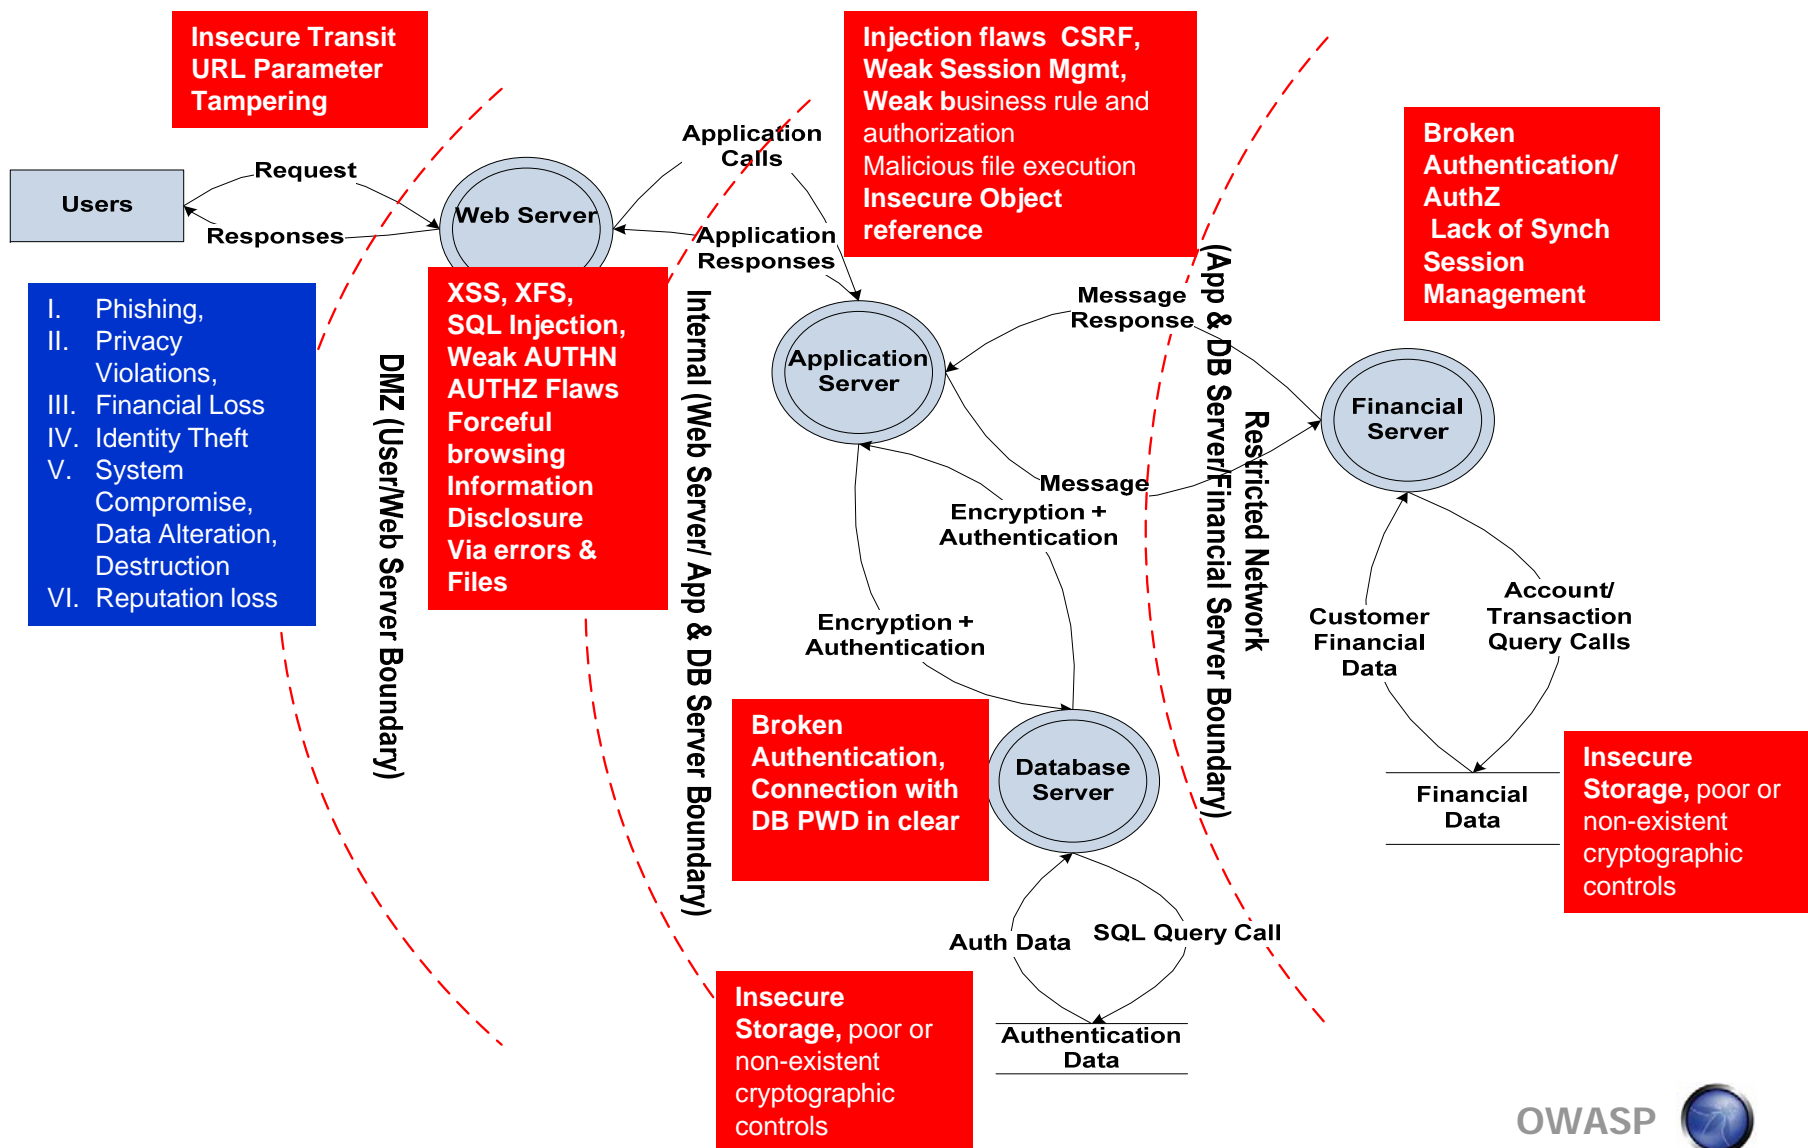 Insecure Transit
URL Parameter
Tampering
Injection flaws  CSRF,
Weak Session Mgmt,
Weak business rule and
authorization
Malicious file execution
Insecure Object
reference
Broken
Authentication/
AuthZ
Lack of Synch
Session
Management
Users
Request
Responses
Web Server
Application
Calls
Application
Responses
I. Phishing,
II. Privacy
Violations,
III. Financial Loss
IV. Identity Theft
V. System
Compromise,
Data Alteration,
Destruction
VI. Reputation loss
DMZ (User/Web Server Boundary)
XSS, XFS,
SQL Injection,
Weak AUTHN
AUTHZ Flaws
Forceful
browsing
Information
Disclosure
Via errors &
Files
Internal (Web Server/ App & DB Server Boundary)
Application
Server
Message
Response
Message
Encryption +
Authentication
Encryption +
Authentication
Restricted Network
(App & DB Server/Financial Server Boundary)
Financial
Server
Customer
Financial
Data
Account/
Transaction
Query Calls
Financial
Data
Insecure
Storage, poor or
non-existent
cryptographic
controls
Broken
Authentication,
Connection with
DB PWD in clear
Database
Server
Auth Data
SQL Query Call
Authentication
Data
Insecure
Storage, poor or
non-existent
cryptographic
controls
OWASP